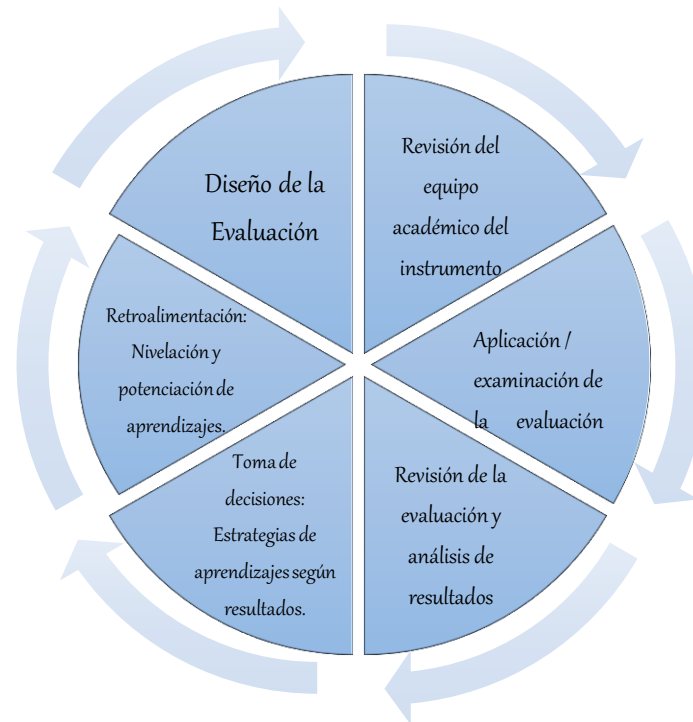 Diseño de la
Evaluación
Revisión del
equipo
académico del
instrumento
Aplicación /
examinación de
la evaluación
Revisión de la
evaluación y
análisis de
resultados
Toma de
decisiones:
Estrategias de
aprendizajes según
resultados.
Retroalimentación:
Nivelación y
potenciación de
aprendizajes.